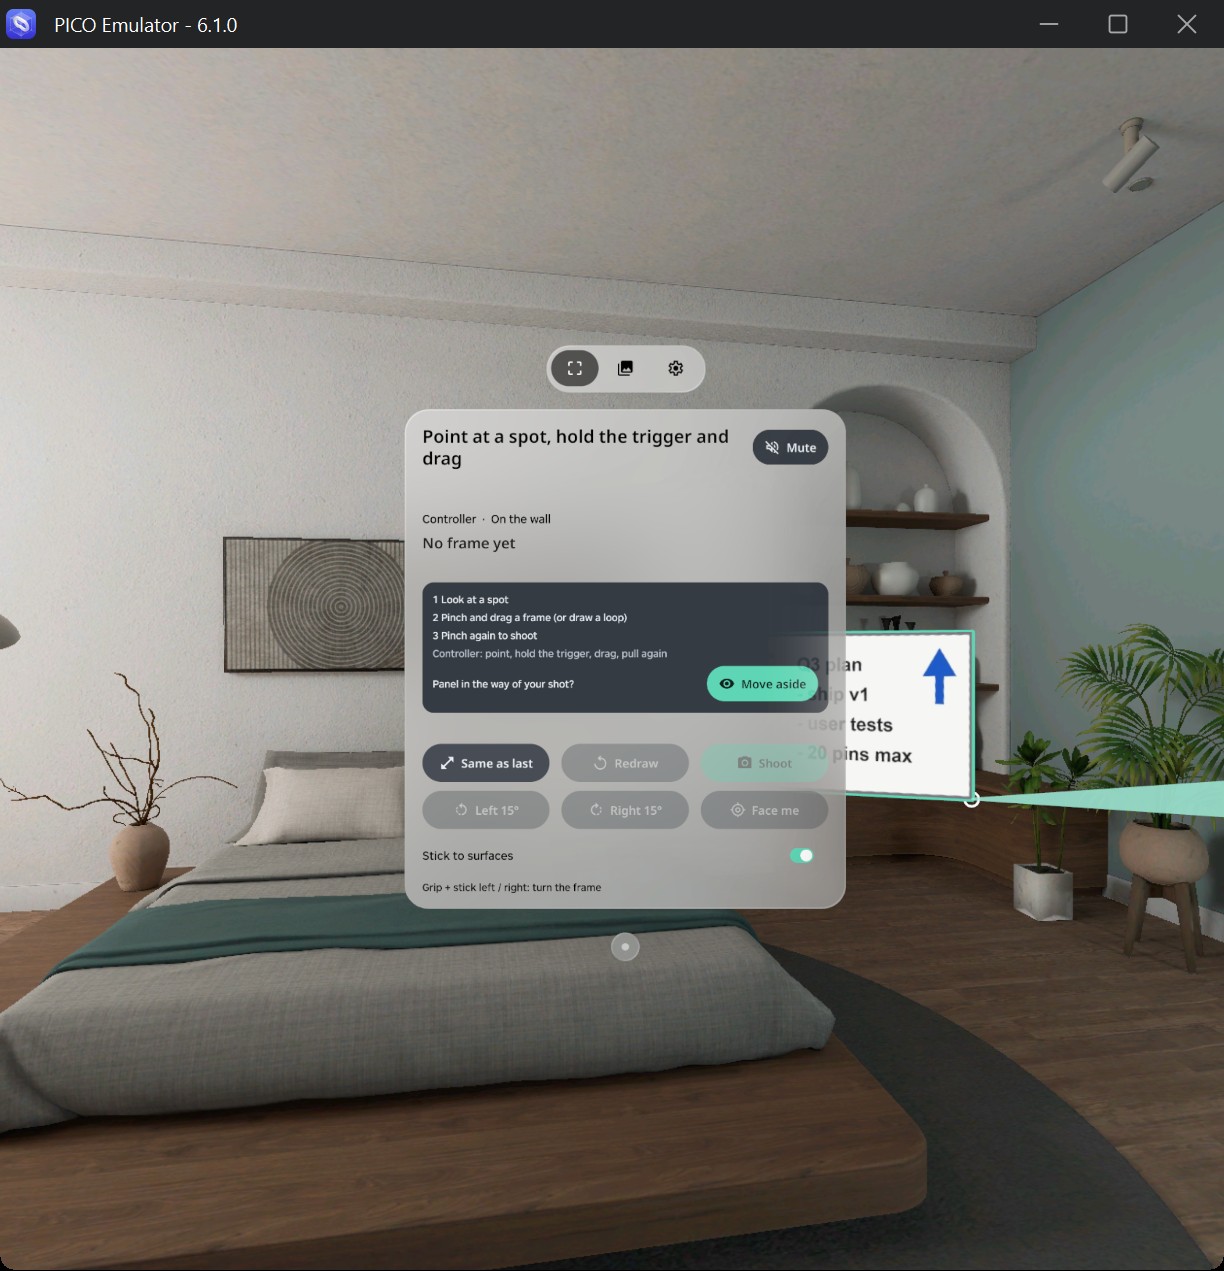 PICO Emulator - 6.1.0
Point at a spot, hold the trigger and
drag
Mute
Controller · On the wall
No frame yet
1 Look at a spot
2 Pinch and drag a frame (or draw a loop)
3 Pinch again to shoot
Controller: point, hold the trigger, drag, pull again
Panel in the way of your shot?
Move aside
Q3 plan
- ship v1
- user tests
- 20 pins max
Same as last
Redraw
Shoot
Left 15°
Right 15°
Face me
Stick to surfaces
Grip + stick left / right: turn the frame